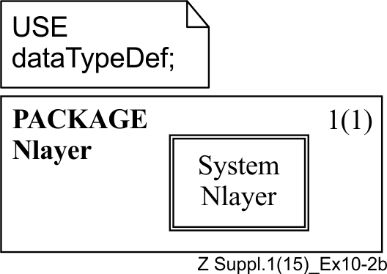 USE
dataTypeDef;
PACKAGE 1(1)
Nlayer
System
Nlayer
Z Suppl.1(15)_Ex10-2b